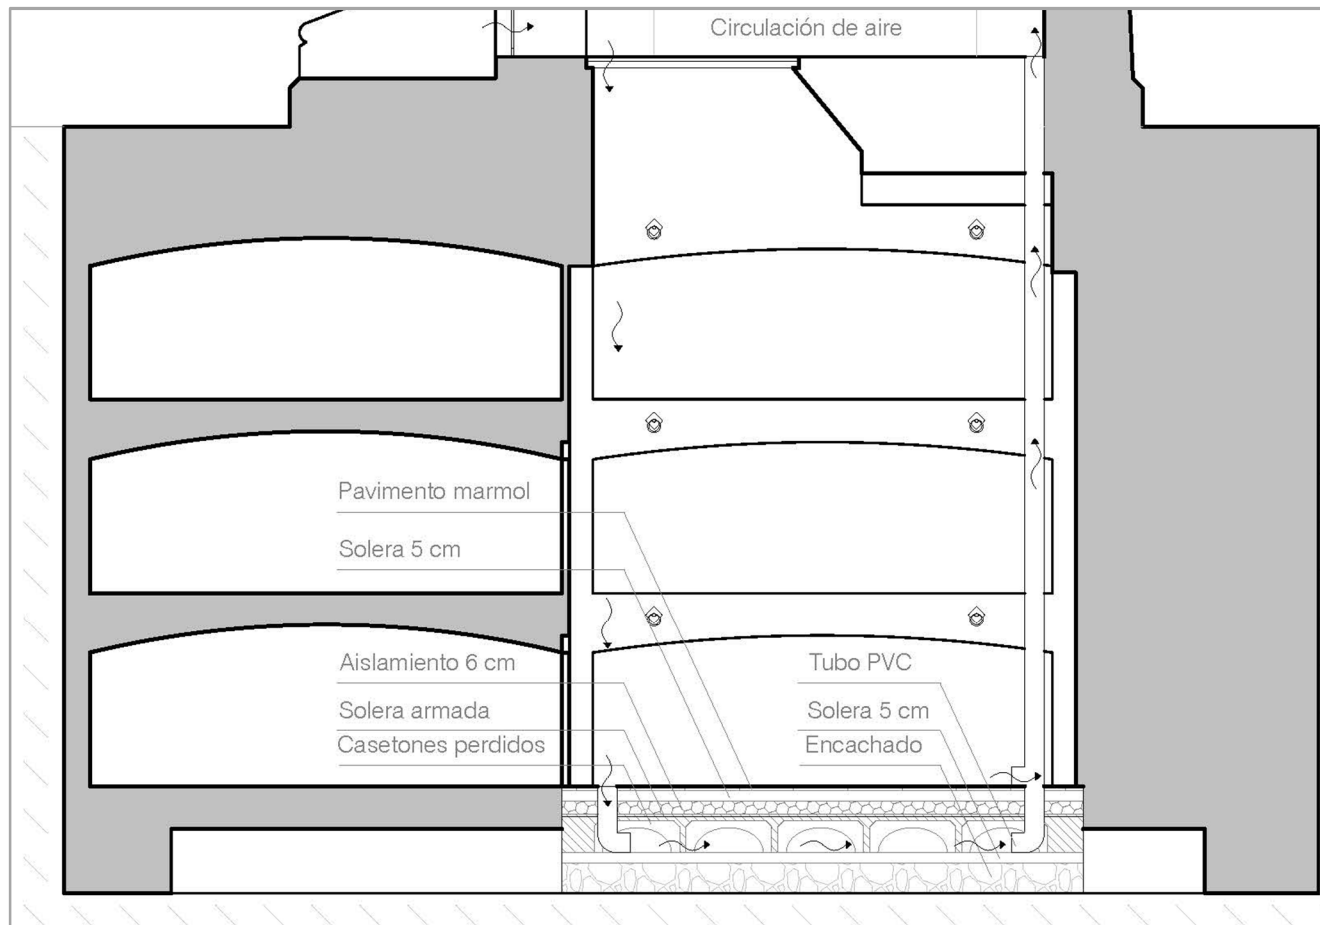 Circulación de aire
Pavimento marmol
Solera 5 cm
Aislamiento 6 cm
Solera armada
Casetones perdidos
Tubo PVC
Solera 5 cm
Encachado